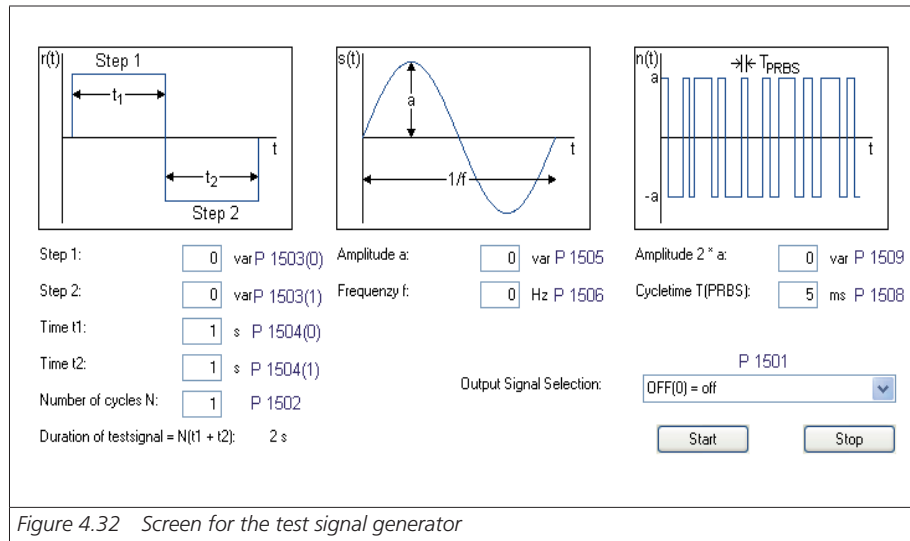 r(t) Step 1
t1
t
t2
Step 2
s(t)
a
t
1/f
n(t) TPRBS
a
t
-a
Step 1: 0 var P 1503(0)
Step 2: 0 var P 1503(1)
Time t1: 1 s P 1504(0)
Time t2: 1 s P 1504(1)
Number of cycles N: 1 P 1502
Duration of testsignal = N(t1 + t2): 2 s
Amplitude a: 0 var P 1505
Frequenzy f: 0 Hz P 1506
Amplitude 2 * a: 0 var P 1509
Cycletime T(PRBS): 5 ms P 1508
P 1501
Output Signal Selection: OFF(0) = off
Start Stop
Figure 4.32 Screen for the test signal generator